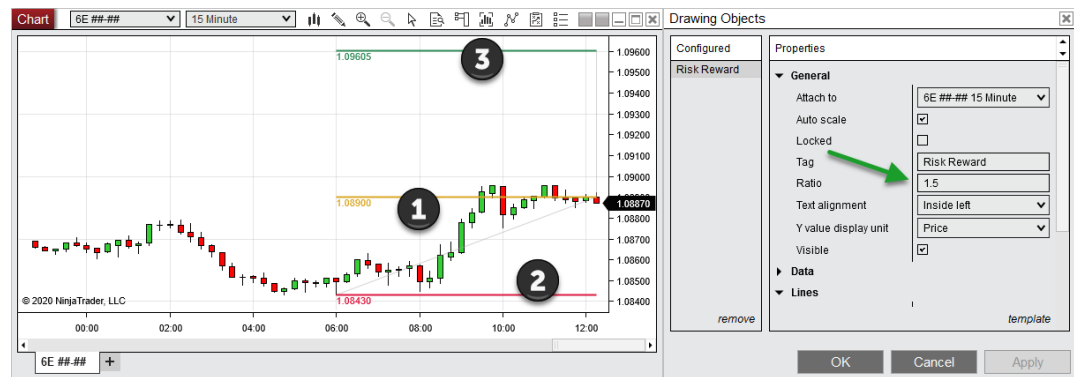 Chart 6E ##-## 15 Minute
1.09605
3
1.08900
1
2
1.08430
1.09600
1.09500
1.09400
1.09300
1.09200
1.09100
1.09000
1.08870
1.08800
1.08700
1.08600
1.08500
1.08400
© 2020 NinjaTrader, LLC
00:00 02:00 04:00 06:00 08:00 10:00 12:00
6E ##-## +
Drawing Objects
Configured
Risk Reward
remove
Properties
General
Attach to 6E ##-## 15 Minute
Auto scale
Locked
Tag Risk Reward
Ratio 1.5
Text alignment Inside left
Y value display unit Price
Visible
Data
Lines
template
OK Cancel Apply